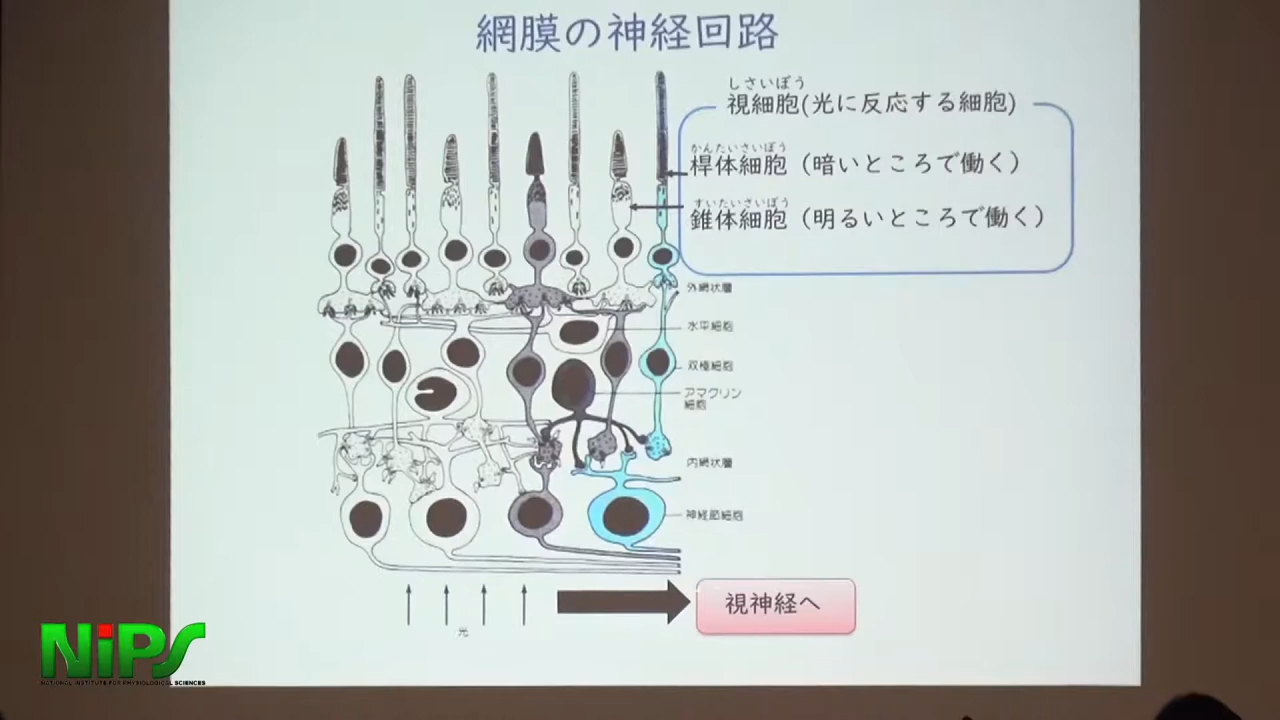 網膜の神経回路
しさいぼう
視細胞(光に反応する細胞)
かんたいさいぼう
桿体細胞（暗いところで働く）
すいたいさいぼう
錐体細胞（明るいところで働く）
外網状層
水平細胞
双極細胞
アマクリン
細胞
内網状層
神経節細胞
光
視神経へ
NiPS
NATIONAL INSTITUTE FOR PHYSIOLOGICAL SCIENCES